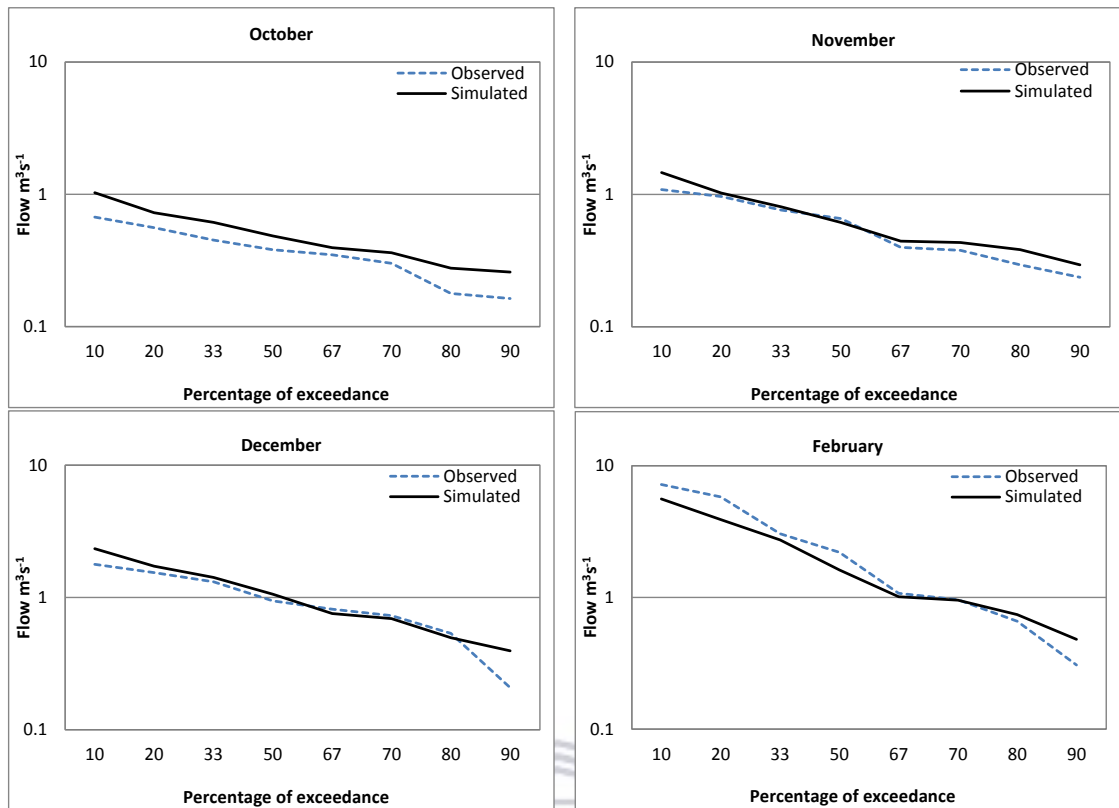 October
10
1
0.1
Flow m³s⁻¹
Observed
Simulated
10 20 33 50 67 70 80 90
Percentage of exceedance
November
10
1
0.1
Flow m³s⁻¹
Observed
Simulated
10 20 33 50 67 70 80 90
Percentage of exceedance
December
10
1
0.1
Flow m³s⁻¹
Observed
Simulated
10 20 33 50 67 70 80 90
Percentage of exceedance
February
10
1
0.1
Flow m³s⁻¹
Observed
Simulated
10 20 33 50 67 70 80 90
Percentage of exceedance